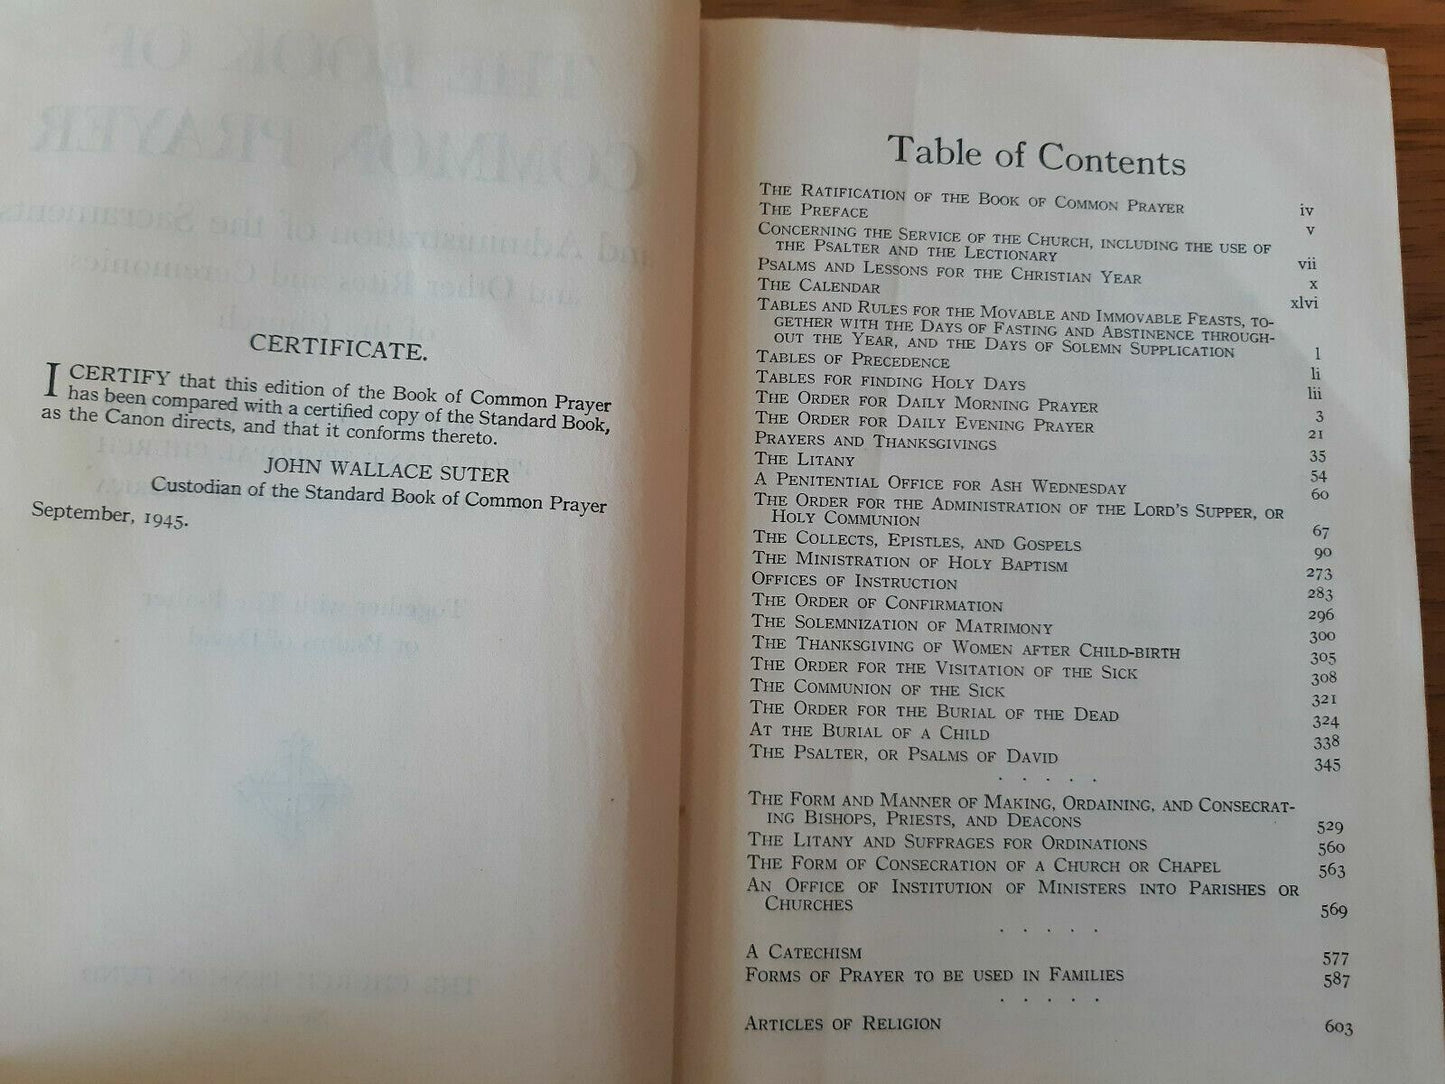 CERTIFICATE.
I CERTIFY that this edition of the Book of Common Prayer
has been compared with a certified copy of the Standard Book,
as the Canon directs, and that it conforms thereto.
JOHN WALLACE SUTER
Custodian of the Standard Book of Common Prayer
September, 1945.
Table of Contents
The Ratification of the Book of Common Prayer iv
The Preface v
Concerning the Service of the Church, including the use of
the Psalter and the Lectionary vii
Psalms and Lessons for the Christian Year x
The Calendar xlvi
Tables and Rules for the Movable and Immovable Feasts, to-
gether with the Days of Fasting and Abstinence through-
out the Year, and the Days of Solemn Supplication l
Tables of Precedence li
Tables for finding Holy Days lii
The Order for Daily Morning Prayer 3
The Order for Daily Evening Prayer 21
Prayers and Thanksgivings 35
The Litany 54
A Penitential Office for Ash Wednesday 60
The Order for the Administration of the Lord's Supper, or
Holy Communion 67
The Collects, Epistles, and Gospels 90
The Ministration of Holy Baptism 273
Offices of Instruction 283
The Order of Confirmation 296
The Solemnization of Matrimony 300
The Thanksgiving of Women after Child-birth 305
The Order for the Visitation of the Sick 308
The Communion of the Sick 321
The Order for the Burial of the Dead 324
At the Burial of a Child 338
The Psalter, or Psalms of David 345
. . . . .
The Form and Manner of Making, Ordaining, and Consecrat-
ing Bishops, Priests, and Deacons 529
The Litany and Suffrages for Ordinations 560
The Form of Consecration of a Church or Chapel 563
An Office of Institution of Ministers into Parishes or
Churches 569
. . . . .
A Catechism 577
Forms of Prayer to be used in Families 587
. . . . .
Articles of Religion 603